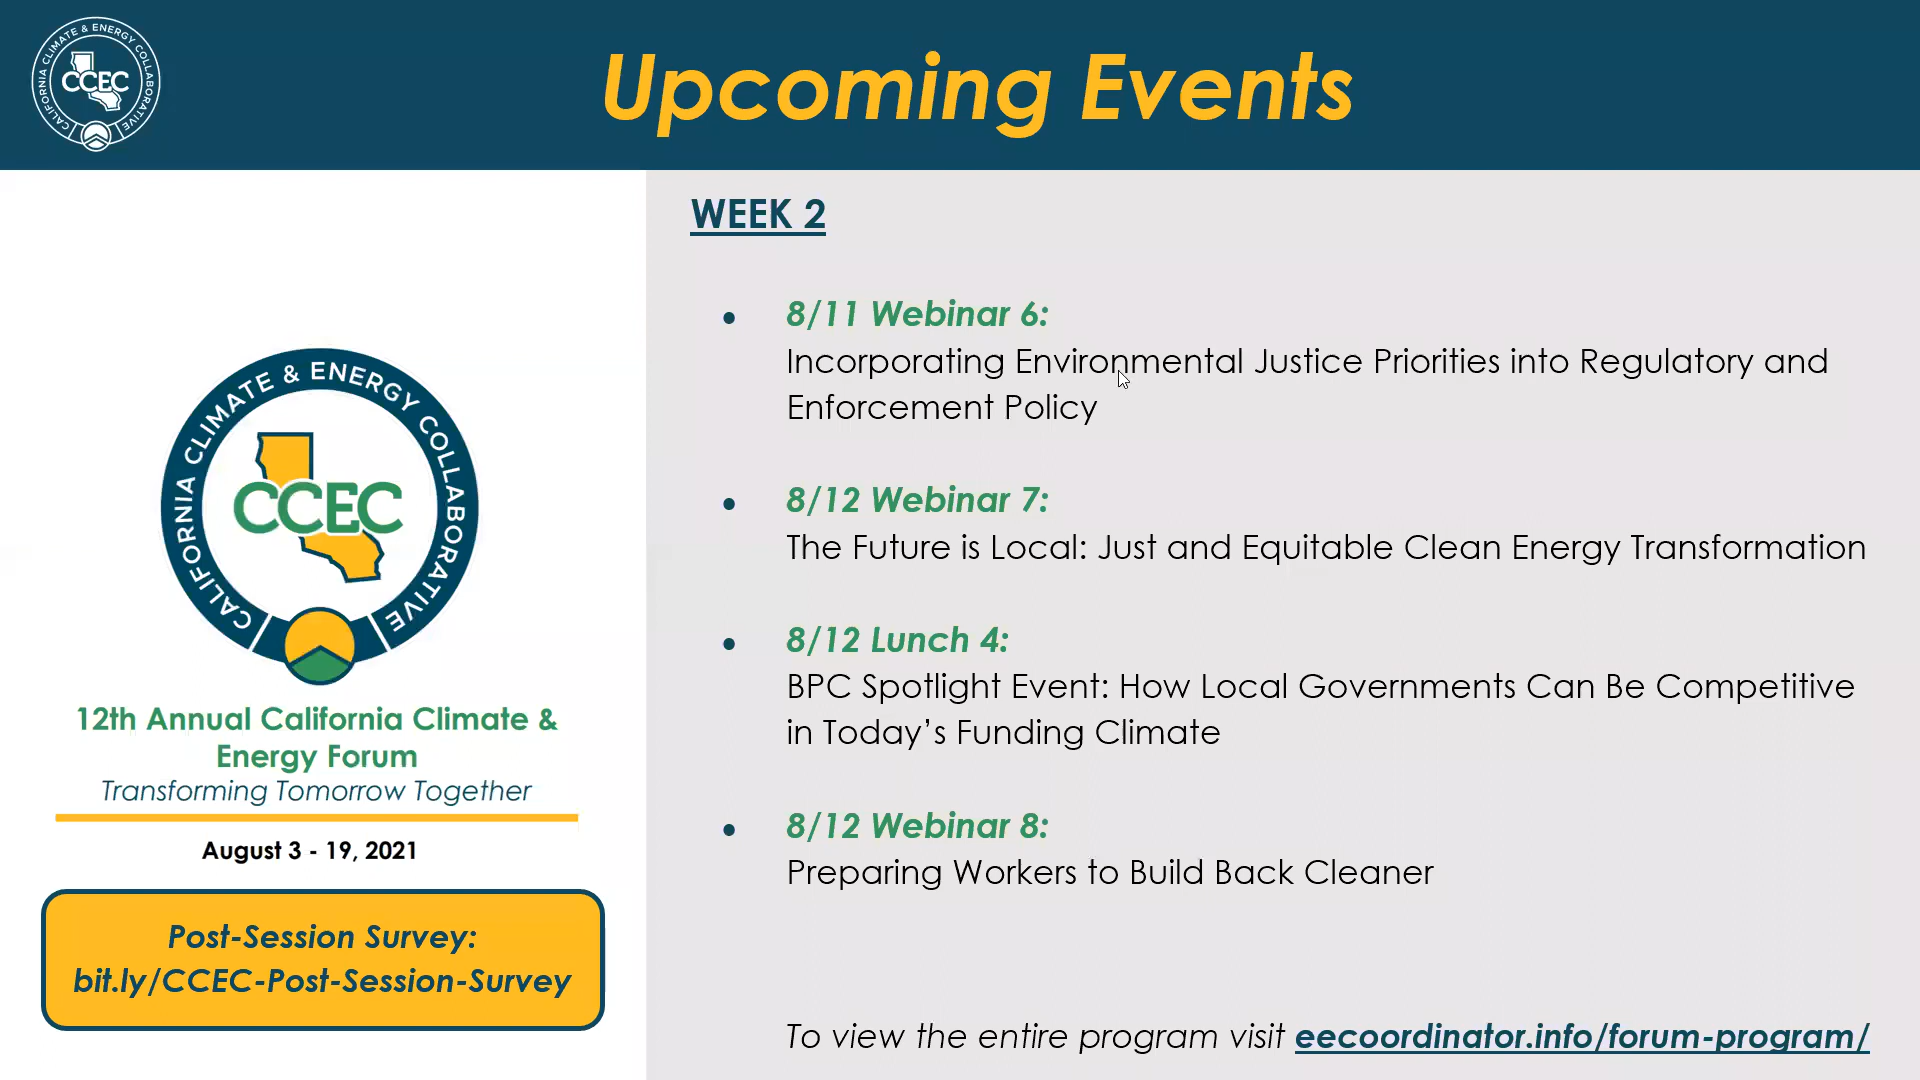 CALIFORNIA CLIMATE & ENERGY COLLABORATIVE
CCEC
Upcoming Events
CALIFORNIA CLIMATE & ENERGY COLLABORATIVE
CCEC
12th Annual California Climate &
Energy Forum
Transforming Tomorrow Together
August 3 - 19, 2021
Post-Session Survey:
bit.ly/CCEC-Post-Session-Survey
WEEK 2
• 8/11 Webinar 6:
Incorporating Environmental Justice Priorities into Regulatory and
Enforcement Policy
• 8/12 Webinar 7:
The Future is Local: Just and Equitable Clean Energy Transformation
• 8/12 Lunch 4:
BPC Spotlight Event: How Local Governments Can Be Competitive
in Today’s Funding Climate
• 8/12 Webinar 8:
Preparing Workers to Build Back Cleaner
To view the entire program visit eecoordinator.info/forum-program/